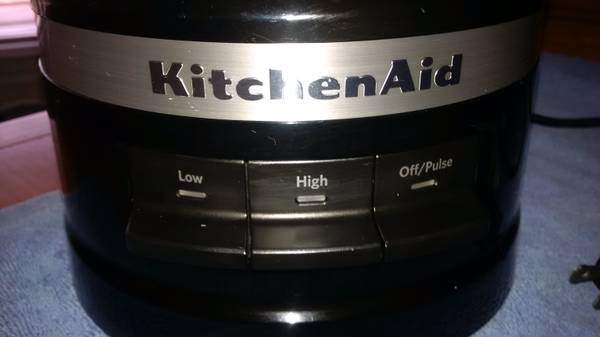 KitchenAid
Low
High
Off/Pulse